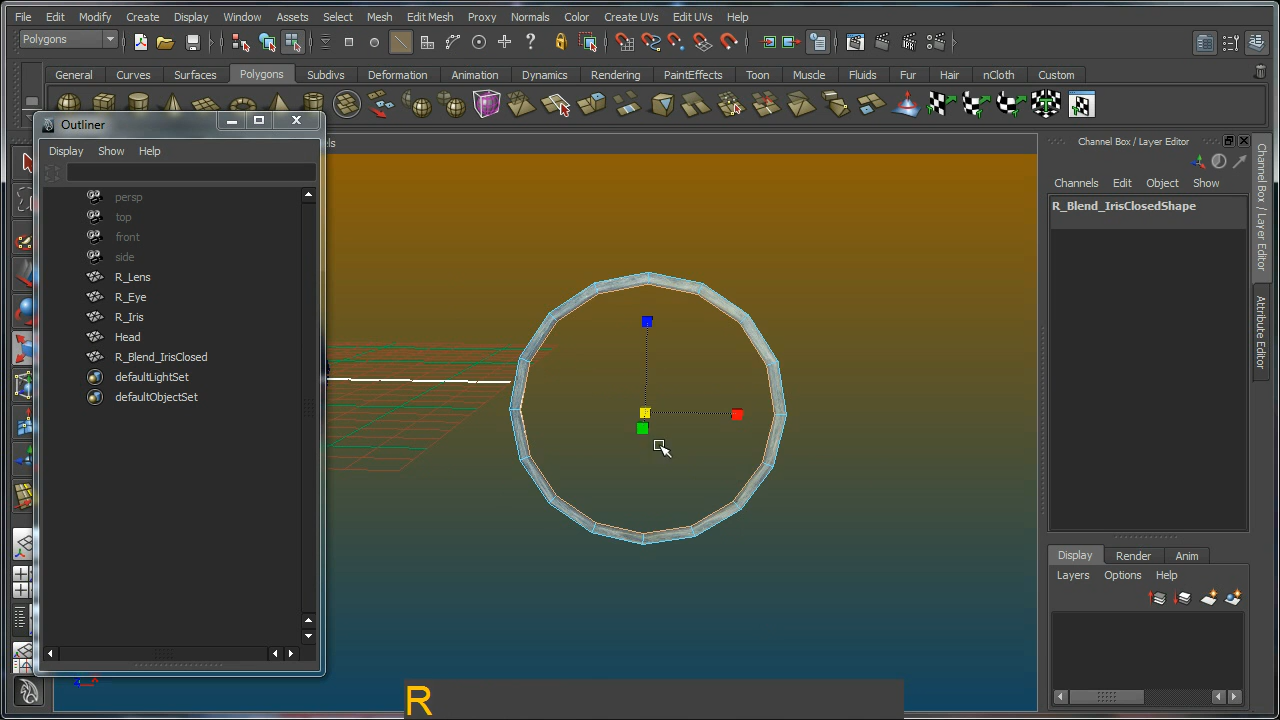 File Edit Modify Create Display Window Assets Select Mesh Edit Mesh Proxy Normals Color Create UVs Edit UVs Help
Polygons
General Curves Surfaces Polygons Subdivs Deformation Animation Dynamics Rendering PaintEffects Toon Muscle Fluids Fur Hair nCloth Custom
Outliner
Display Show Help
persp
top
front
side
R_Lens
R_Eye
R_Iris
Head
R_Blend_IrisClosed
defaultLightSet
defaultObjectSet
els
Channel Box / Layer Editor
Channels Edit Object Show
R_Blend_IrisClosedShape
Display Render Anim
Layers Options Help
Channel Box / Layer Editor
Attribute Editor
R